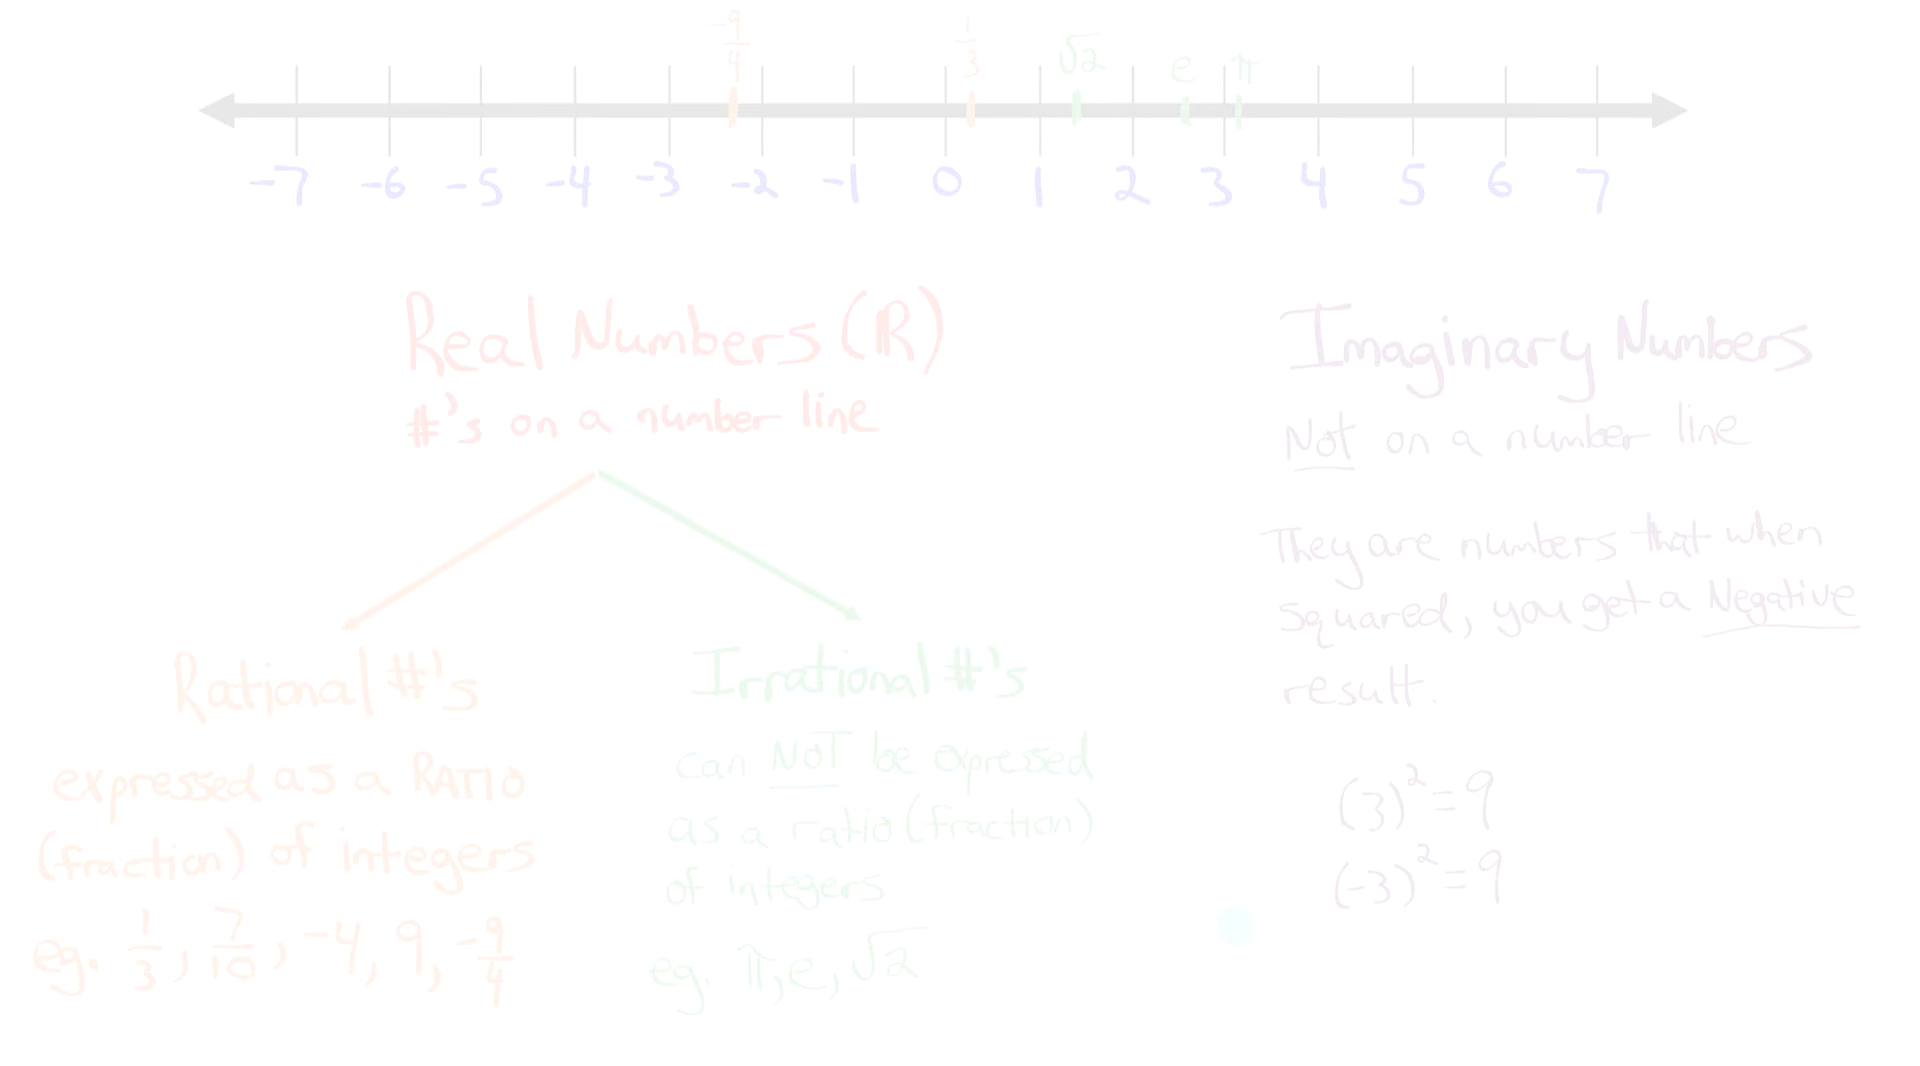 -9/4 1/3 √2 e π
-7 -6 -5 -4 -3 -2 -1 0 1 2 3 4 5 6 7
Real Numbers (ℝ)
#'s on a number line
Rational #'s
expressed as a RATIO
(fraction) of integers
eg. 1/3, 7/10, -4, 9, -9/4
Irrational #'s
can NOT be expressed
as a ratio (fraction)
of integers
eg. π, e, √2
Imaginary Numbers
Not on a number line
They are numbers that when
squared, you get a Negative
result.
(3)²=9
(-3)²=9